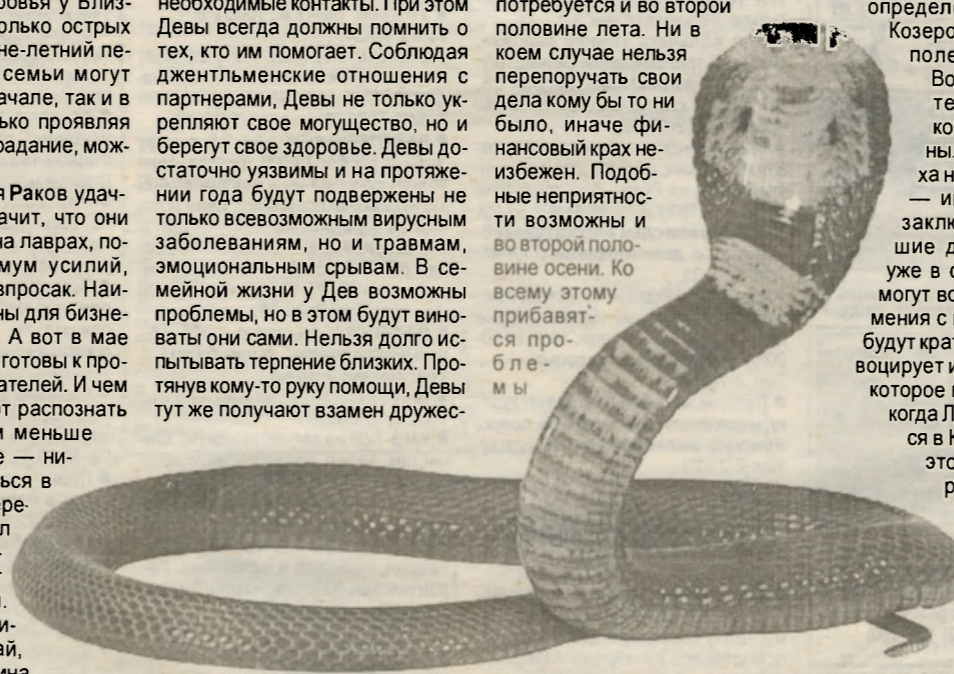 ровья у Близ-
олько острых
не-летний пе-
семьи могут
ачале, так и в
ько проявляя
радание, мож-
я Раков удач-
ачит, что они
на лаврах, по-
мум усилий,
впросак. Наи-
ны для бизне-
А вот в мае
готовы к про-
ателей. И чем
от распознать
м меньше
е — ни-
ься в
ере-
л
и-
ай,
ина
необходимые контакты. При этом
Девы всегда должны помнить о
тех, кто им помогает. Соблюдая
джентльменские отношения с
партнерами, Девы не только ук-
репляют свое могущество, но и
берегут свое здоровье. Девы до-
статочно уязвимы и на протяже-
нии года будут подвержены не
только всевозможным вирусным
заболеваниям, но и травмам,
эмоциональным срывам. В се-
мейной жизни у Дев возможны
проблемы, но в этом будут вино-
ваты они сами. Нельзя долго ис-
пытывать терпение близких. Про-
тянув кому-то руку помощи, Девы
тут же получают взамен дружес-
потребуется и во второй
половине лета. Ни в
коем случае нельзя
перепоручать свои
дела кому бы то ни
было, иначе фи-
нансовый крах не-
избежен. Подоб-
ные неприятнос-
ти возможны и
во второй поло-
вине осени. Ко
всему этому
прибавят-
ся про-
бле-
мы
определ
Козеро
поле
Во
те
ко
ны.
ха н
— и
заклю
шие д
уже в с
могут во
мения с
будут крат
воцирует и
которое
когда Л
ся в К
это
р